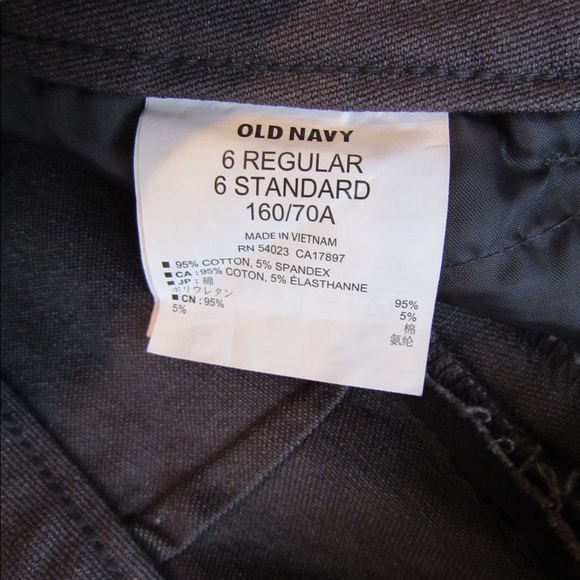 OLD NAVY
6 REGULAR
6 STANDARD
160/70A
MADE IN VIETNAM
RN 54023 CA17897
■ 95% COTTON, 5% SPANDEX
■ CA : 95% COTON, 5% ÉLASTHANNE
■ JP : 綿 95%
ポリウレタン 5%
■ CN : 95% 棉
5% 氨纶